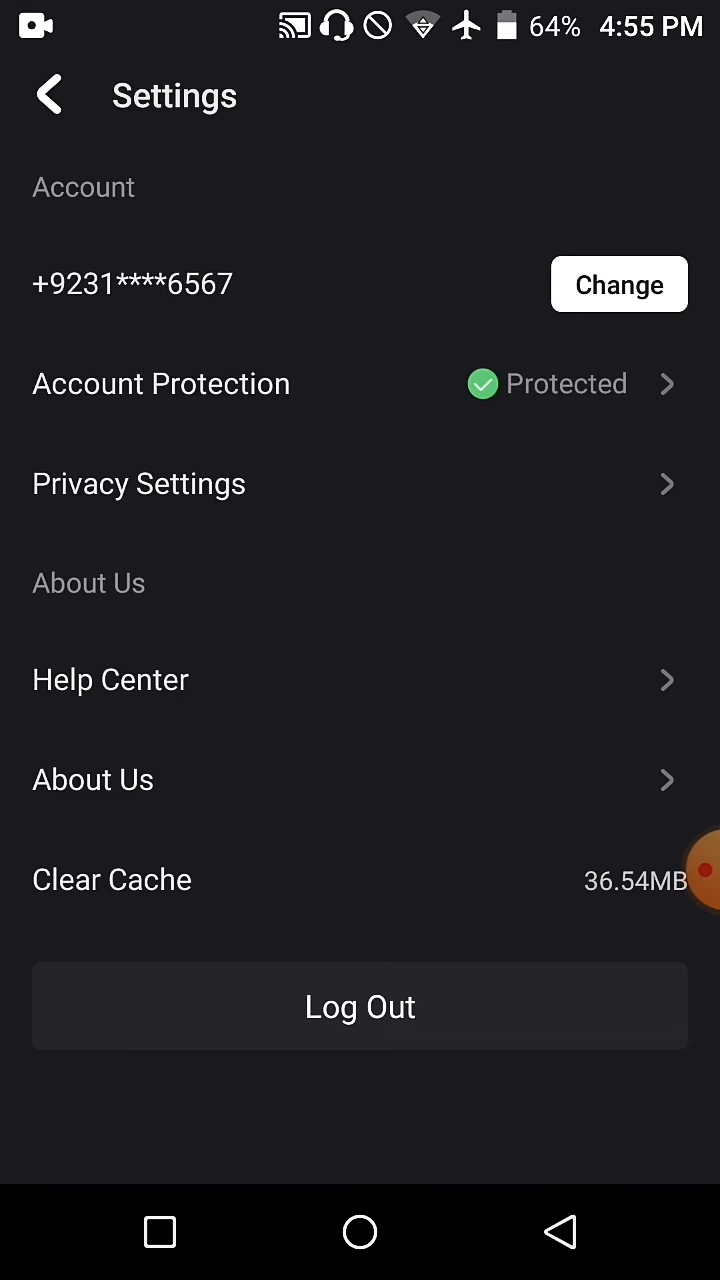 64% 4:55 PM
Settings
Account
+9231****6567 Change
Account Protection Protected
Privacy Settings
About Us
Help Center
About Us
Clear Cache 36.54MB
Log Out